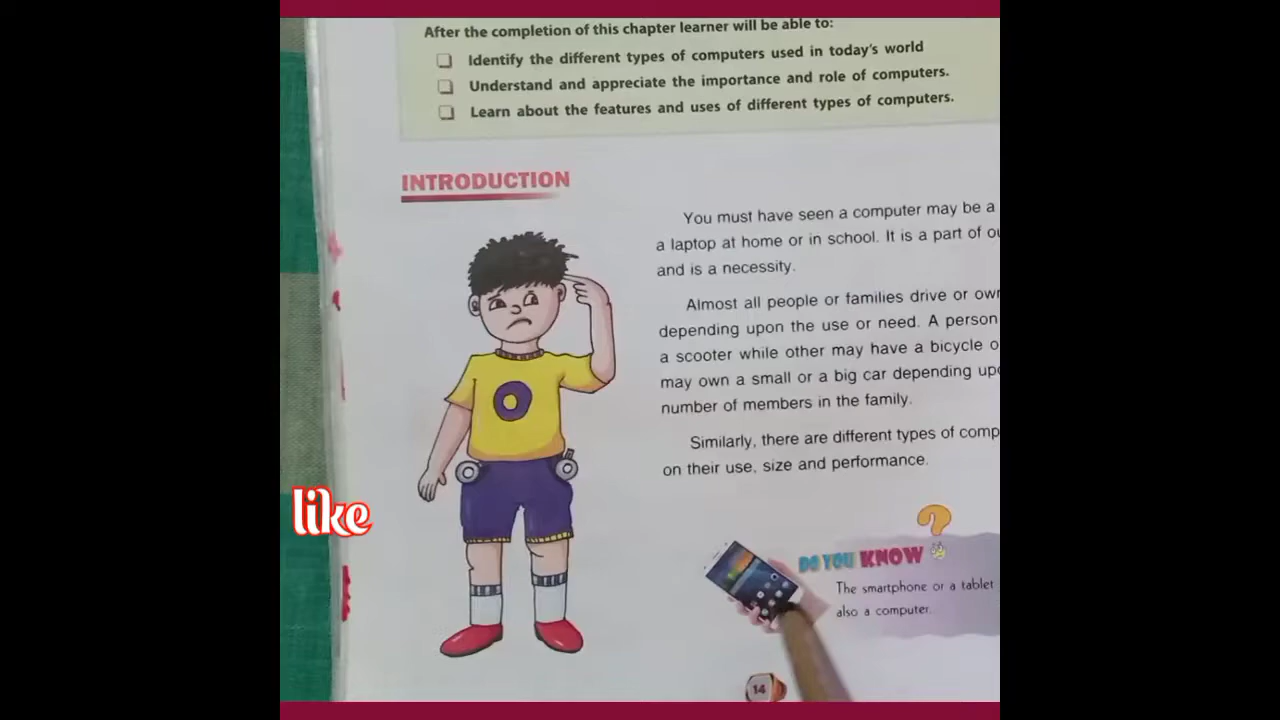 After the completion of this chapter learner will be able to:
Identify the different types of computers used in today's world
Understand and appreciate the importance and role of computers.
Learn about the features and uses of different types of computers.
INTRODUCTION
You must have seen a computer may be a
a laptop at home or in school. It is a part of
and is a necessity.
Almost all people or families drive or
depending upon the use or need. A person
a scooter while other may have a bicycle
may own a small or a big car depending
number of members in the family.
Similarly, there are different types of
on their use, size and performance.
like
DO YOU KNOW ?
The smartphone or a tablet
also a computer.
14